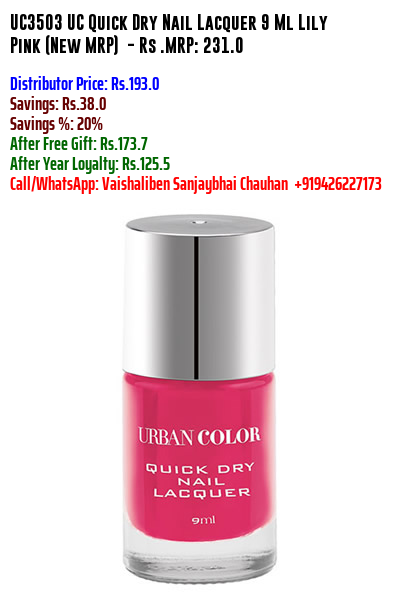 UC3503 UC Quick Dry Nail Lacquer 9 Ml Lily
Pink (New MRP) - Rs .MRP: 231.0
Distributor Price: Rs.193.0
Savings: Rs.38.0
Savings %: 20%
After Free Gift: Rs.173.7
After Year Loyalty: Rs.125.5
Call/WhatsApp: Vaishaliben Sanjaybhai Chauhan +919426227173
URBAN COLOR
QUICK DRY
NAIL
LACQUER
9ml